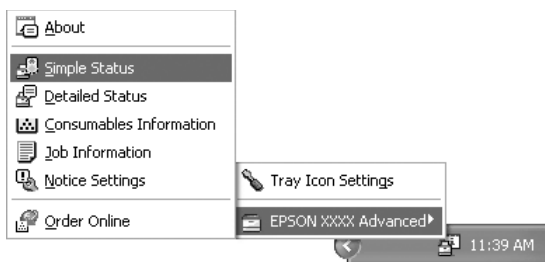 About
Simple Status
Detailed Status
Consumables Information
Job Information
Notice Settings
Order Online
Tray Icon Settings
EPSON XXXX Advanced
11:39 AM